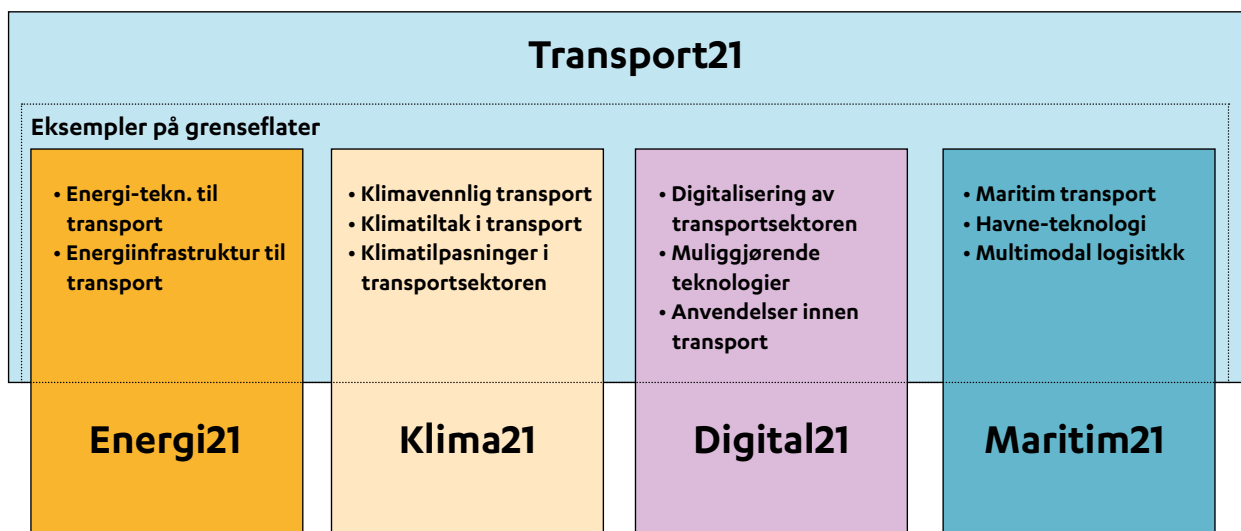 Transport21
Eksempler på grenseflater
• Energi-tekn. til
transport
• Energiinfrastruktur til
transport
• Klimavennlig transport
• Klimatiltak i transport
• Klimatilpasninger i
transportsektoren
• Digitalisering av
transportsektoren
• Muliggjørende
teknologier
• Anvendelser innen
transport
• Maritim transport
• Havne-teknologi
• Multimodal logisitkk
Energi21
Klima21
Digital21
Maritim21